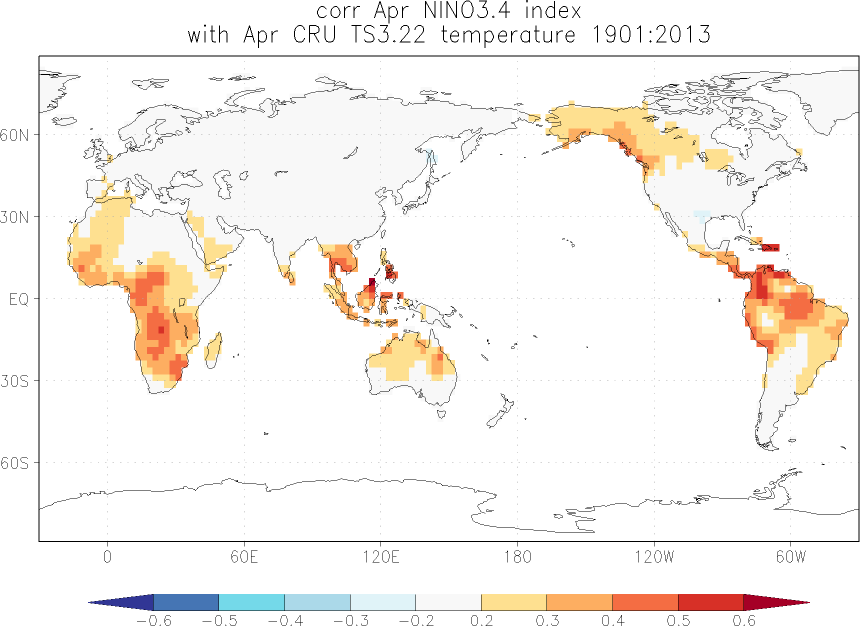 corr Apr NINO3.4 index
with Apr CRU TS3.22 temperature 1901:2013
60N
30N
EQ
30S
60S
0 60E 120E 180 120W 60W
−0.6 −0.5 −0.4 −0.3 −0.2 0.2 0.3 0.4 0.5 0.6